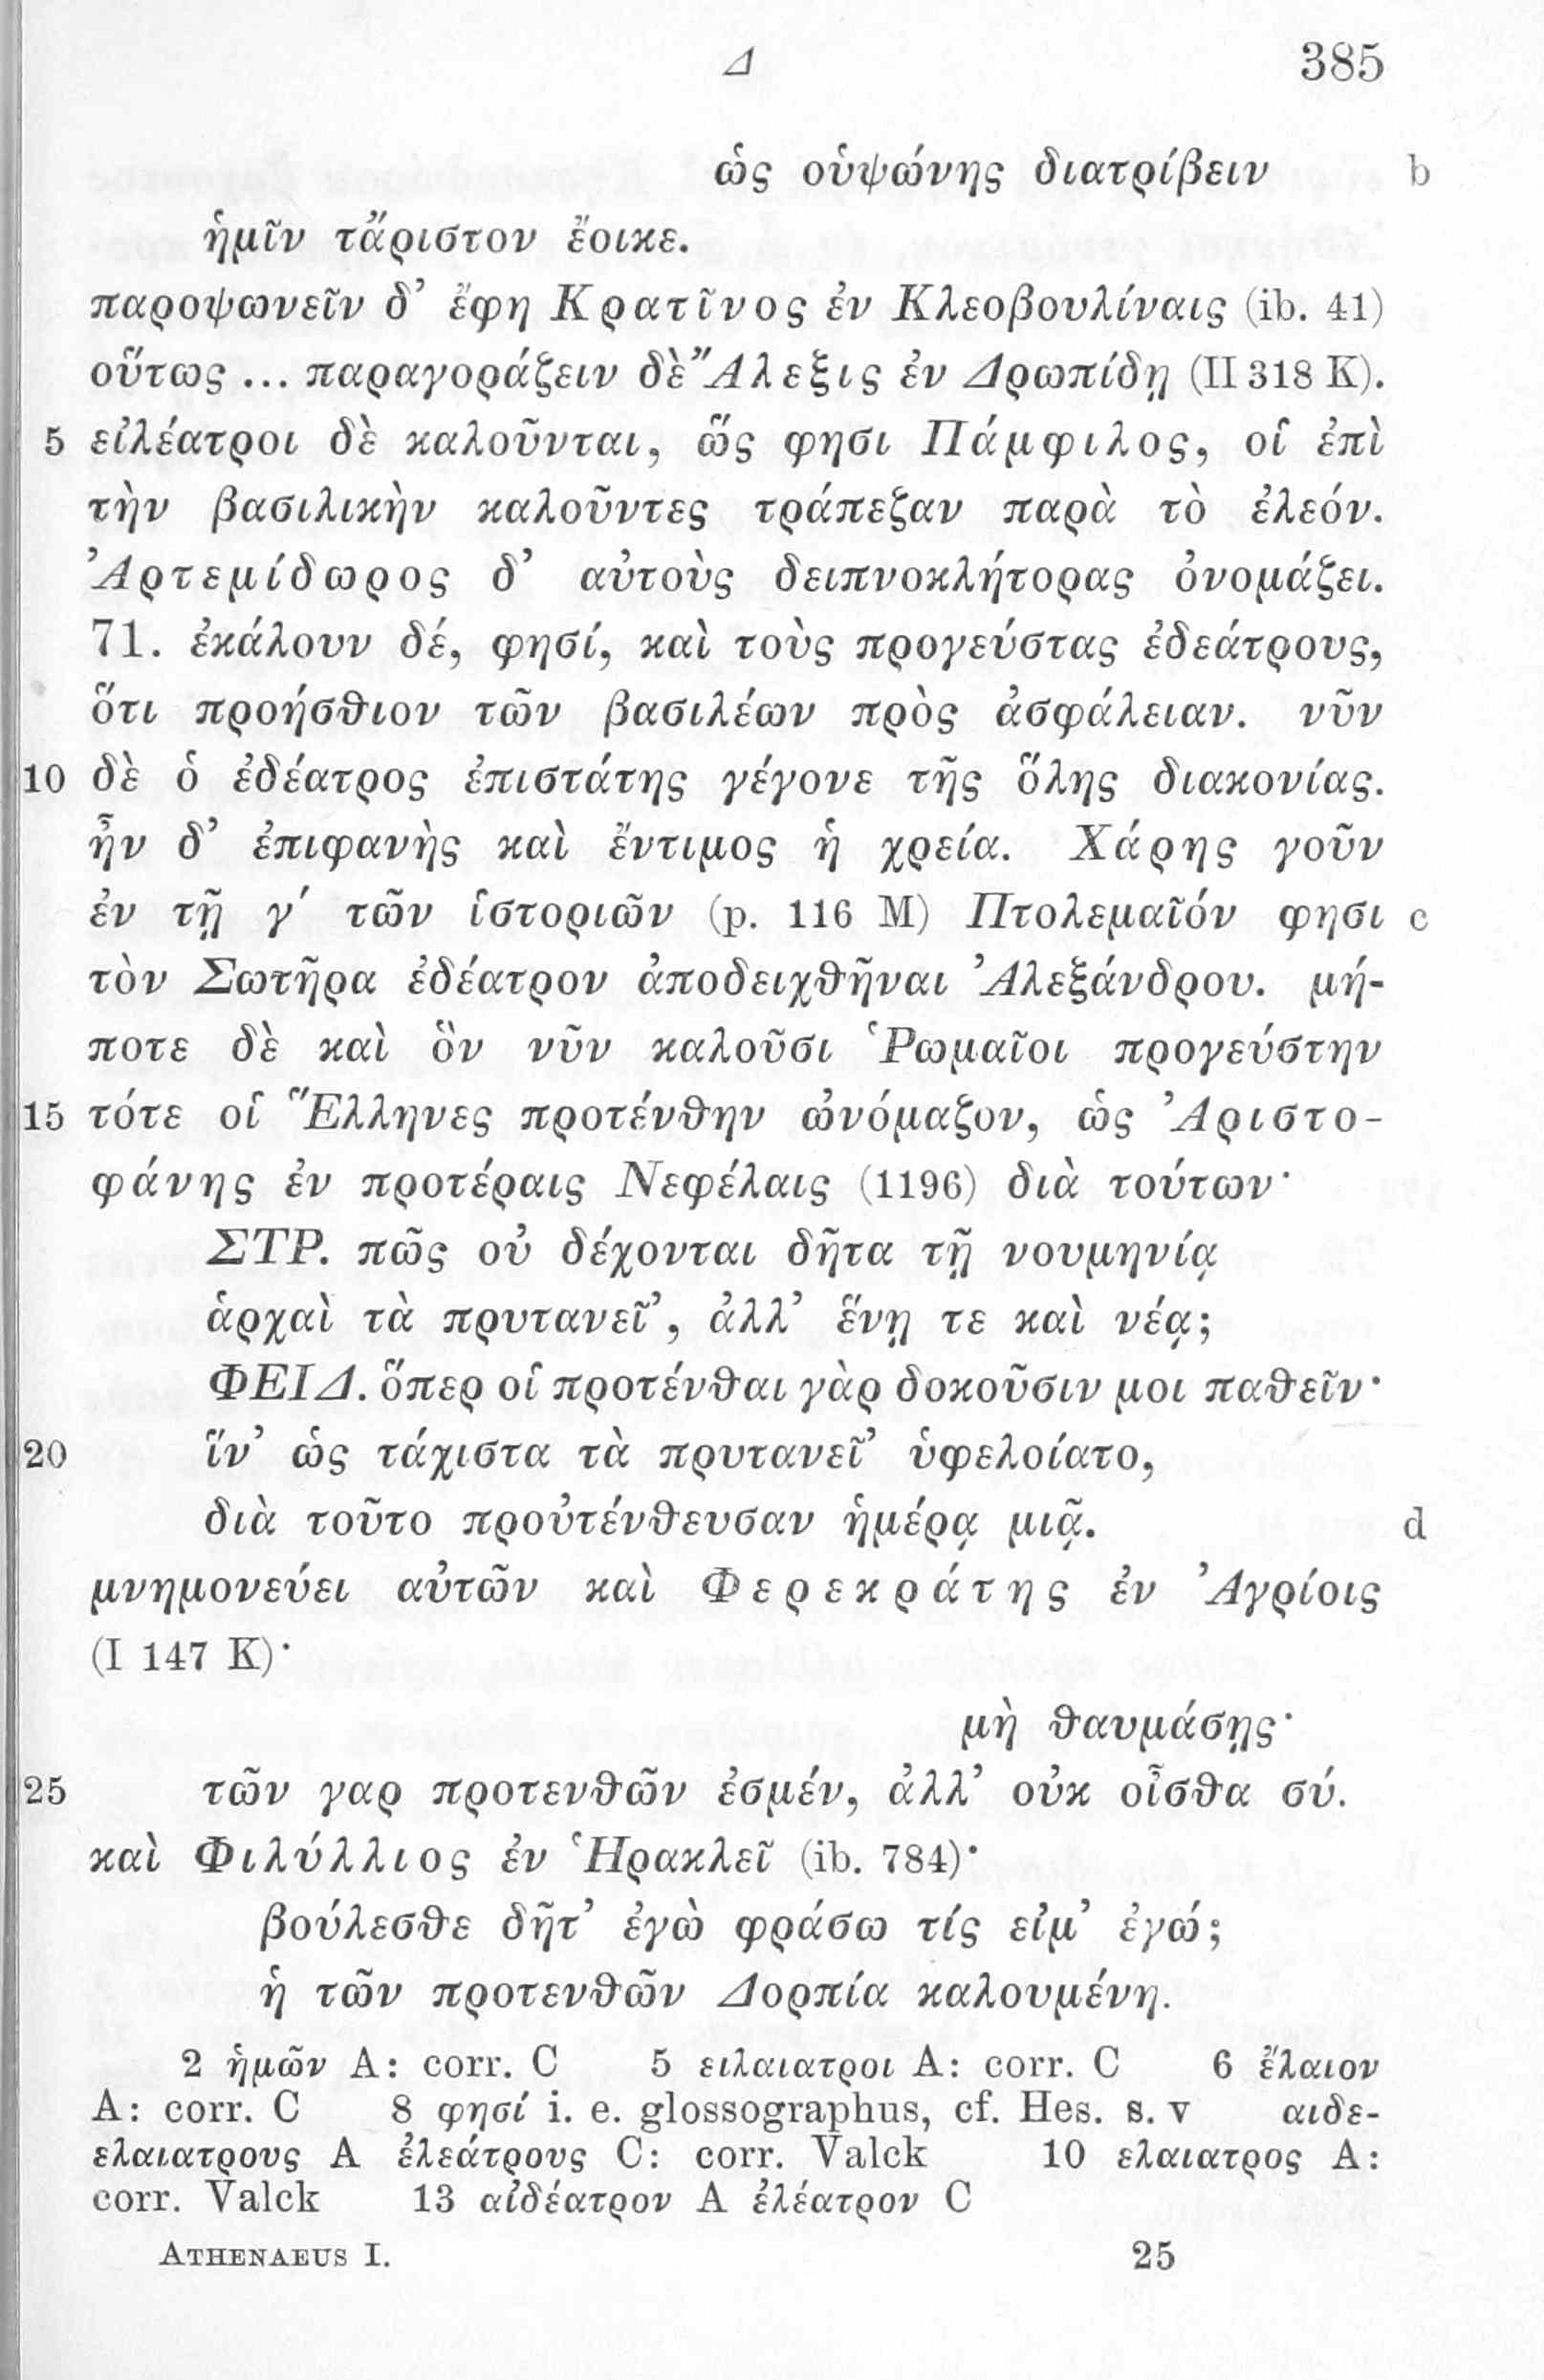 Δ 385
ὡς οὑψώνης διατρίβειν b
ἡμῖν τἄριστον ἔοικε.
παροψωνεῖν δ’ ἔφη Κρατῖνος ἐν Κλεοβουλίναις (ib. 41)
οὕτως ... παραγοράζειν δὲ Ἄλεξις ἐν Δρωπίδῃ (II 318 K).
5 εἰλέατροι δὲ καλοῦνται, ὥς φησι Πάμφιλος, οἱ ἐπὶ
τὴν βασιλικὴν καλοῦντες τράπεζαν παρὰ τὸ ἐλεόν.
Ἀρτεμίδωρος δ’ αὐτοὺς δειπνοκλήτορας ὀνομάζει.
71. ἐκάλουν δέ, φησί, καὶ τοὺς προγεύστας ἐδεάτρους,
ὅτι προήσθιον τῶν βασιλέων πρὸς ἀσφάλειαν. νῦν
10 δὲ ὁ ἐδέατρος ἐπιστάτης γέγονε τῆς ὅλης διακονίας.
ἦν δ’ ἐπιφανὴς καὶ ἔντιμος ἡ χρεία. Χάρης γοῦν
ἐν τῇ γ′ τῶν ἱστοριῶν (p. 116 M) Πτολεμαῖόν φησι c
τὸν Σωτῆρα ἐδέατρον ἀποδειχθῆναι Ἀλεξάνδρου. μή-
ποτε δὲ καὶ ὃν νῦν καλοῦσι Ῥωμαῖοι προγεύστην
15 τότε οἱ Ἕλληνες προτένθην ὠνόμαζον, ὡς Ἀριστο-
φάνης ἐν προτέραις Νεφέλαις (1196) διὰ τούτων·
ΣΤΡ. πῶς οὐ δέχονται δῆτα τῇ νουμηνίᾳ
ἁρχαὶ τὰ πρυτανεῖ’, ἀλλ’ ἕνῃ τε καὶ νέᾳ;
ΦΕΙΔ. ὅπερ οἱ προτένθαι γὰρ δοκοῦσιν μοι παθεῖν·
20 ἵν’ ὡς τάχιστα τὰ πρυτανεῖ’ ὑφελοίατο,
διὰ τοῦτο προὐτένθευσαν ἡμέρᾳ μιᾷ. d
μνημονεύει αὐτῶν καὶ Φερεκράτης ἐν Ἀγρίοις
(I 147 K)·
μὴ θαυμάσῃς·
25 τῶν γαρ προτενθῶν ἐσμέν, ἀλλ’ οὐκ οἶσθα σύ.
καὶ Φιλύλλιος ἐν Ἡρακλεῖ (ib. 784)·
βούλεσθε δῆτ’ ἐγὼ φράσω τίς εἰμ’ ἐγώ;
ἡ τῶν προτενθῶν Δορπία καλουμένη.
2 ἡμῶν A: corr. C 5 ειλαιατροι A: corr. C 6 ἔλαιον
A: corr. C 8 φησί i. e. glossographus, cf. Hes. s. v αιδε-
ελαιατρους A ἐλεάτρους C: corr. Valck 10 ελαιατρος A:
corr. Valck 13 αἰδέατρον A ἐλέατρον C
ATHENAEUS I. 25